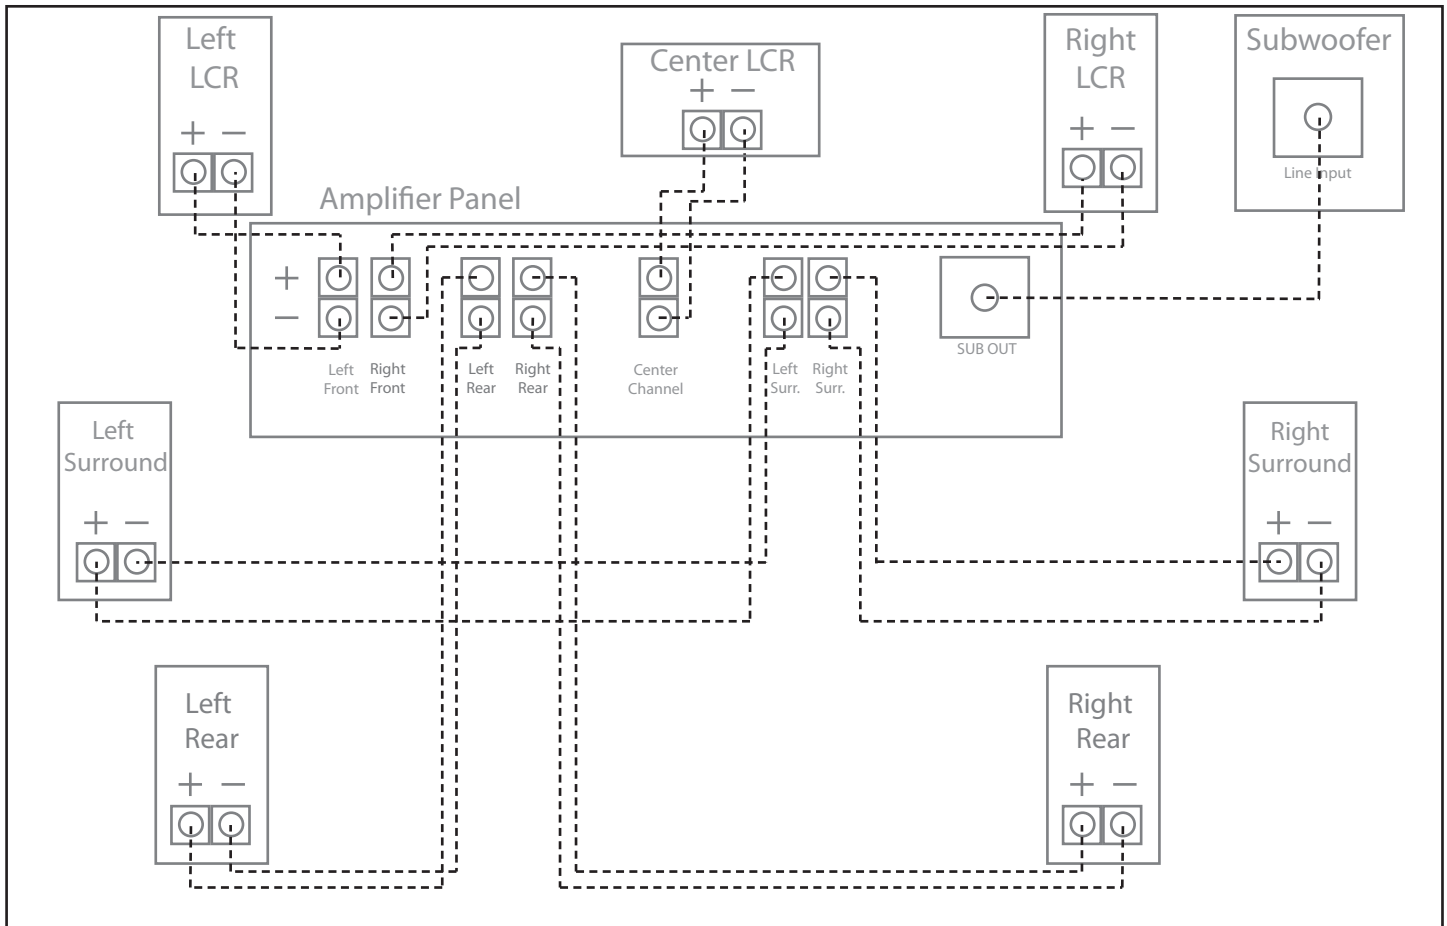 Left
LCR
+ −
Center LCR
+ −
Right
LCR
+ −
Subwoofer
Line Input
Amplifier Panel
+
−
Left
Front
Right
Front
Left
Rear
Right
Rear
Center
Channel
Left
Surr.
Right
Surr.
SUB OUT
Left
Surround
+ −
Right
Surround
+ −
Left
Rear
+ −
Right
Rear
+ −